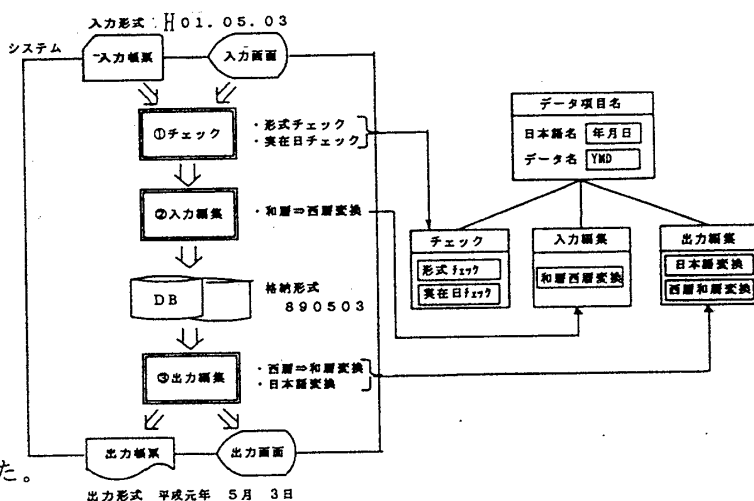 入力形式 H01.05.03
システム
入力帳票
入力画面
①チェック
・形式チェック
・実在日チェック
②入力編集
・和暦⇒西暦変換
DB
格納形式
890503
③出力編集
・西暦⇒和暦変換
・日本語変換
出力帳票
出力画面
た。
出力形式 平成元年 5月 3日
データ項目名
日本語名 年月日
データ名 YMD
チェック
形式チェック
実在日チェック
入力編集
和暦西暦変換
出力編集
日本語変換
西暦和暦変換